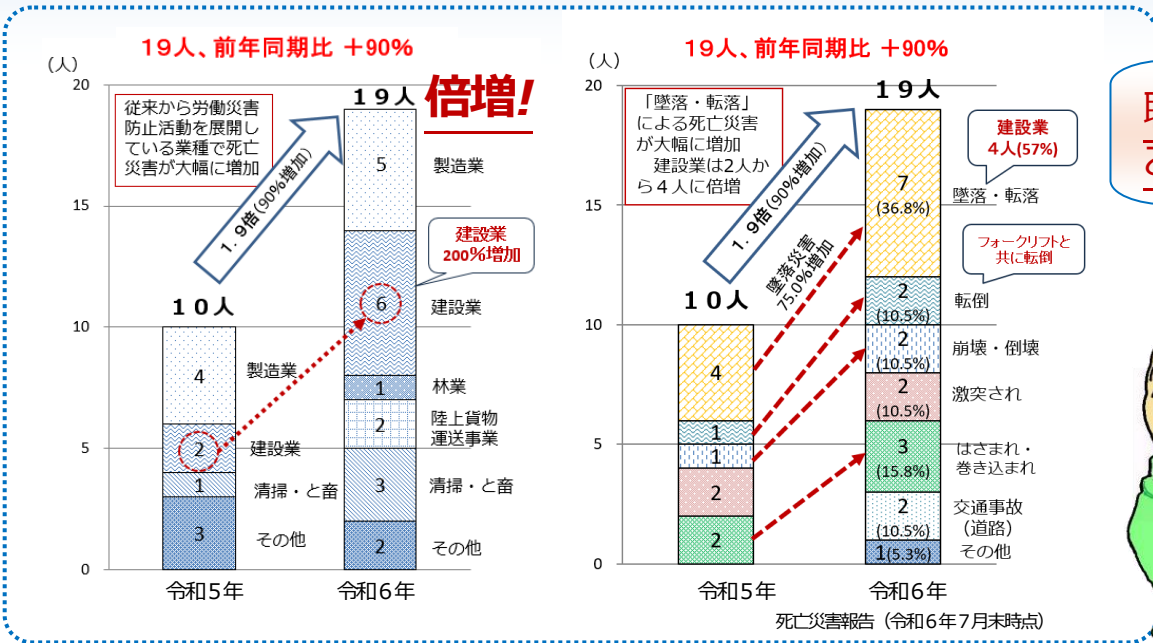 19人、前年同期比 +90%
(人)
20
15
10
5
0
従来から労働災害
防止活動を展開し
ている業種で死亡
災害が大幅に増加
1.9倍(90%増加)
19人
倍増!
10人
5
製造業
建設業
200%増加
6
建設業
1
林業
2
陸上貨物
運送事業
3
清掃・と畜
2
その他
4
製造業
2
建設業
1
清掃・と畜
3
その他
令和5年
令和6年
19人、前年同期比 +90%
(人)
20
15
10
5
0
「墜落・転落」
による死亡災害
が大幅に増加
建設業は2人か
ら4人に倍増
1.9倍(90%増加)
19人
10人
墜落災害
75.0%増加
建設業
4人(57%)
7
(36.8%)
墜落・転落
フォークリフトと
共に転倒
2
(10.5%)
転倒
2
(10.5%)
崩壊・倒壊
2
(10.5%)
激突され
3
(15.8%)
はさまれ・
巻き込まれ
2
(10.5%)
交通事故
(道路)
1(5.3%)
その他
4
1
1
2
2
令和5年
令和6年
死亡災害報告(令和6年7月末時点)